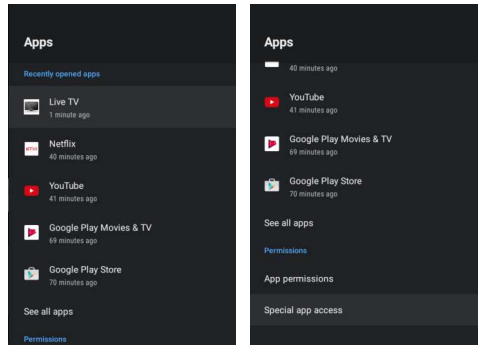 Apps
Recently opened apps
Live TV
1 minute ago
Netflix
40 minutes ago
YouTube
41 minutes ago
Google Play Movies & TV
69 minutes ago
Google Play Store
70 minutes ago
See all apps
Permissions
Apps
40 minutes ago
YouTube
41 minutes ago
Google Play Movies & TV
69 minutes ago
Google Play Store
70 minutes ago
See all apps
Permissions
App permissions
Special app access